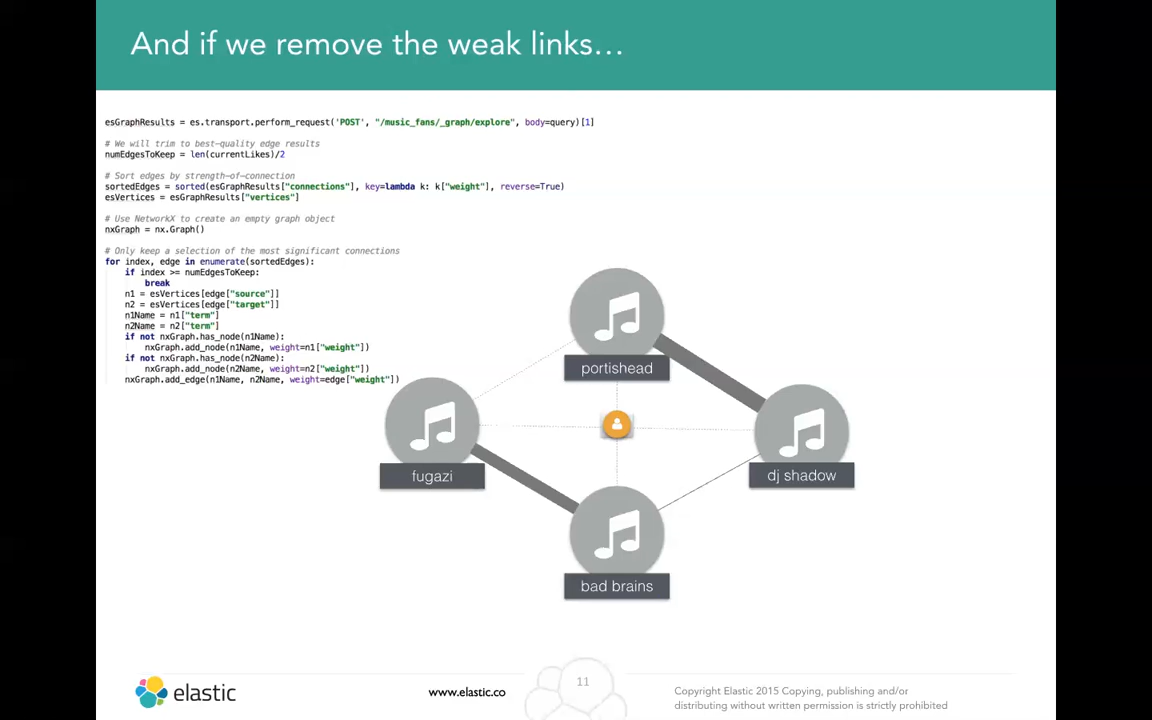 And if we remove the weak links…
esGraphResults = es.transport.perform_request('POST', "/music_fans/_graph/explore", body=query)[1]
# We will trim to best-quality edge results
numEdgesToKeep = len(currentLikes)/2
# Sort edges by strength-of-connection
sortedEdges = sorted(esGraphResults["connections"], key=lambda k: k["weight"], reverse=True)
esVertices = esGraphResults["vertices"]
# Use NetworkX to create an empty graph object
nxGraph = nx.Graph()
# Only keep a selection of the most significant connections
for index, edge in enumerate(sortedEdges):
if index >= numEdgesToKeep:
break
n1 = esVertices[edge["source"]]
n2 = esVertices[edge["target"]]
n1Name = n1["term"]
n2Name = n2["term"]
if not nxGraph.has_node(n1Name):
nxGraph.add_node(n1Name, weight=n1["weight"])
if not nxGraph.has_node(n2Name):
nxGraph.add_node(n2Name, weight=n2["weight"])
nxGraph.add_edge(n1Name, n2Name, weight=edge["weight"])
portishead
fugazi
dj shadow
bad brains
elastic
www.elastic.co
11
Copyright Elastic 2015 Copying, publishing and/or
distributing without written permission is strictly prohibited